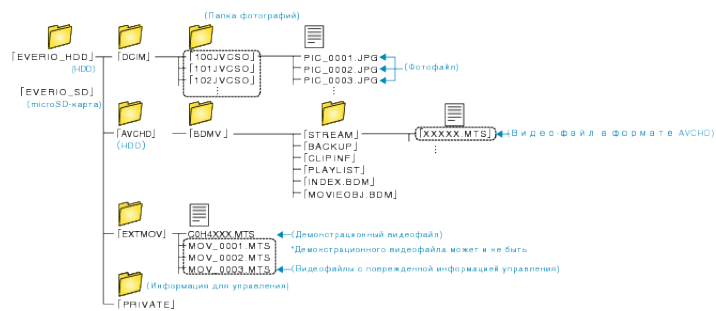 (Папка фотографий)
「EVERIO_HDD」
(HDD)
「DCIM」
「100JVCSO」
「101JVCSO」
「102JVCSO」
PIC_0001.JPG
PIC_0002.JPG
PIC_0003.JPG
(Фотофайл)
「EVERIO_SD」
(microSD-карта)
「AVCHD」
(HDD)
「BDMV」
「STREAM」
「BACKUP」
「CLIPINF」
「PLAYLIST」
「INDEX.BDM」
「MOVIEOBJ.BDM」
「XXXXX.MTS」
(Видео-файл в формате AVCHD)
「EXTMOV」
C0H4XXX.MTS
(Демонстрационный видеофайл)
MOV_0001.MTS
*Демонстрационного видеофайла может и не быть
MOV_0002.MTS
MOV_0003.MTS
(Видеофайлы с поврежденной информацией управления)
(Информация для управления)
「PRIVATE」